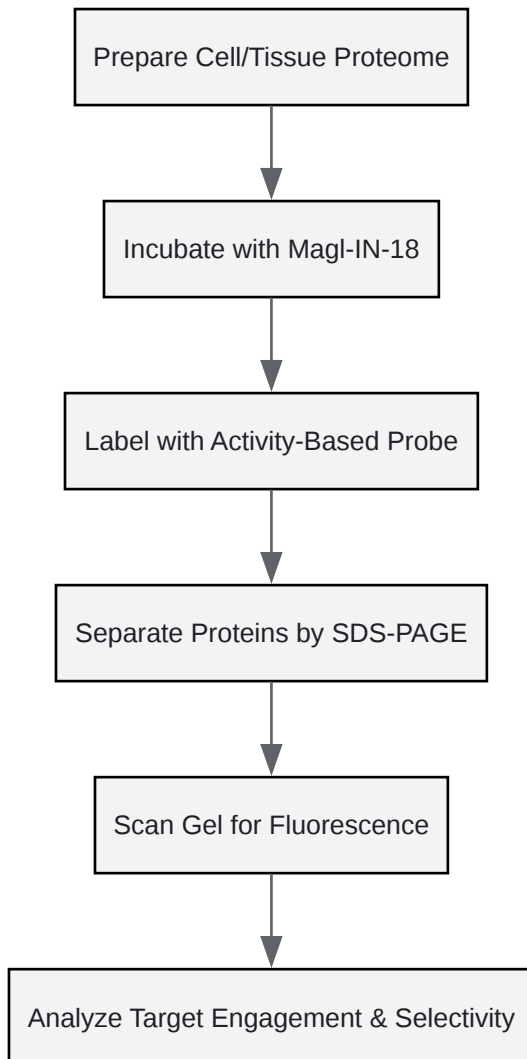 Prepare Cell/Tissue Proteome
Incubate with Magl-IN-18
Label with Activity-Based Probe
Separate Proteins by SDS-PAGE
Scan Gel for Fluorescence
Analyze Target Engagement & Selectivity